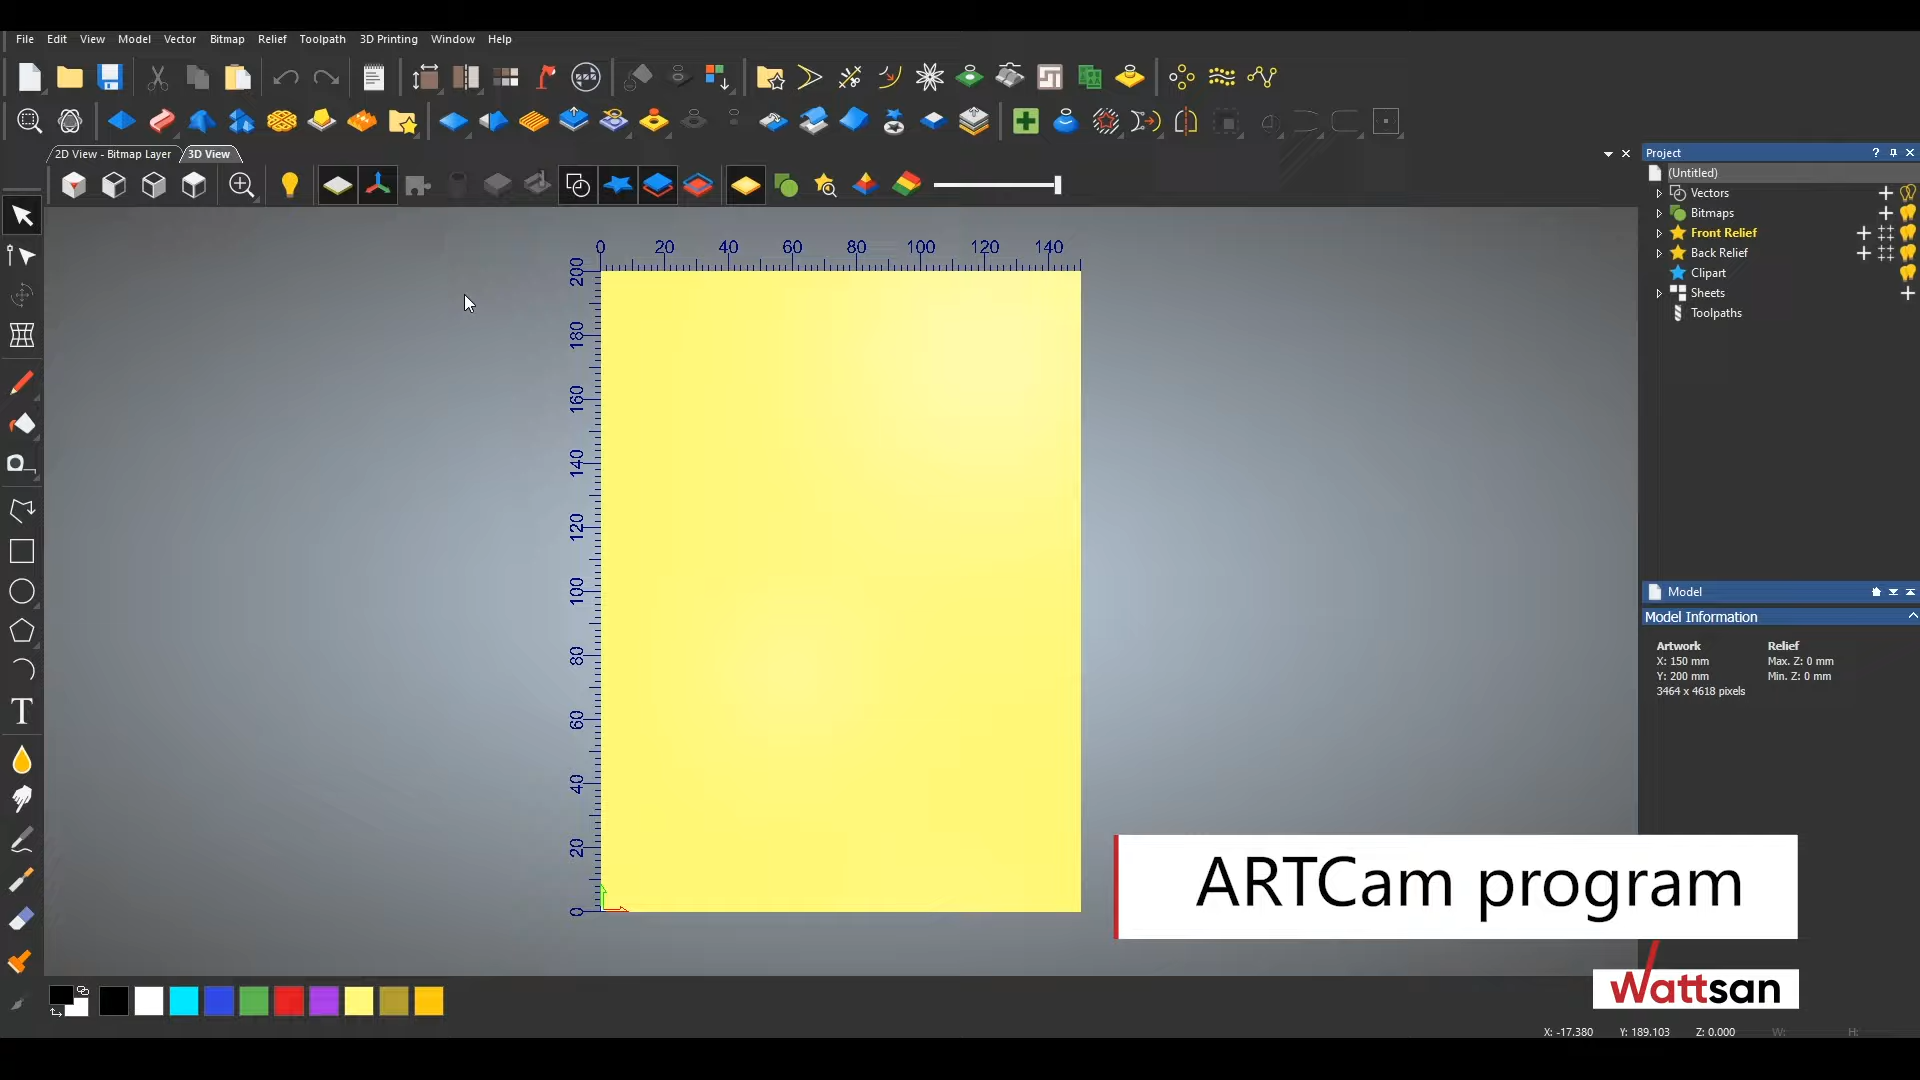 File Edit View Model Vector Bitmap Relief Toolpath 3D Printing Window Help
2D View - Bitmap Layer 3D View
Project
(Untitled)
Vectors
Bitmaps
Front Relief
Back Relief
Clipart
Sheets
Toolpaths
0 20 40 60 80 100 120 140
200
180
160
140
120
100
80
60
40
20
0
Model
Model Information
Artwork Relief
X: 150 mm Max. Z: 0 mm
Y: 200 mm Min. Z: 0 mm
3464 x 4618 pixels
T
ARTCam program
Wattsan
X: -17.380 Y: 189.103 Z: 0.000 W: H: